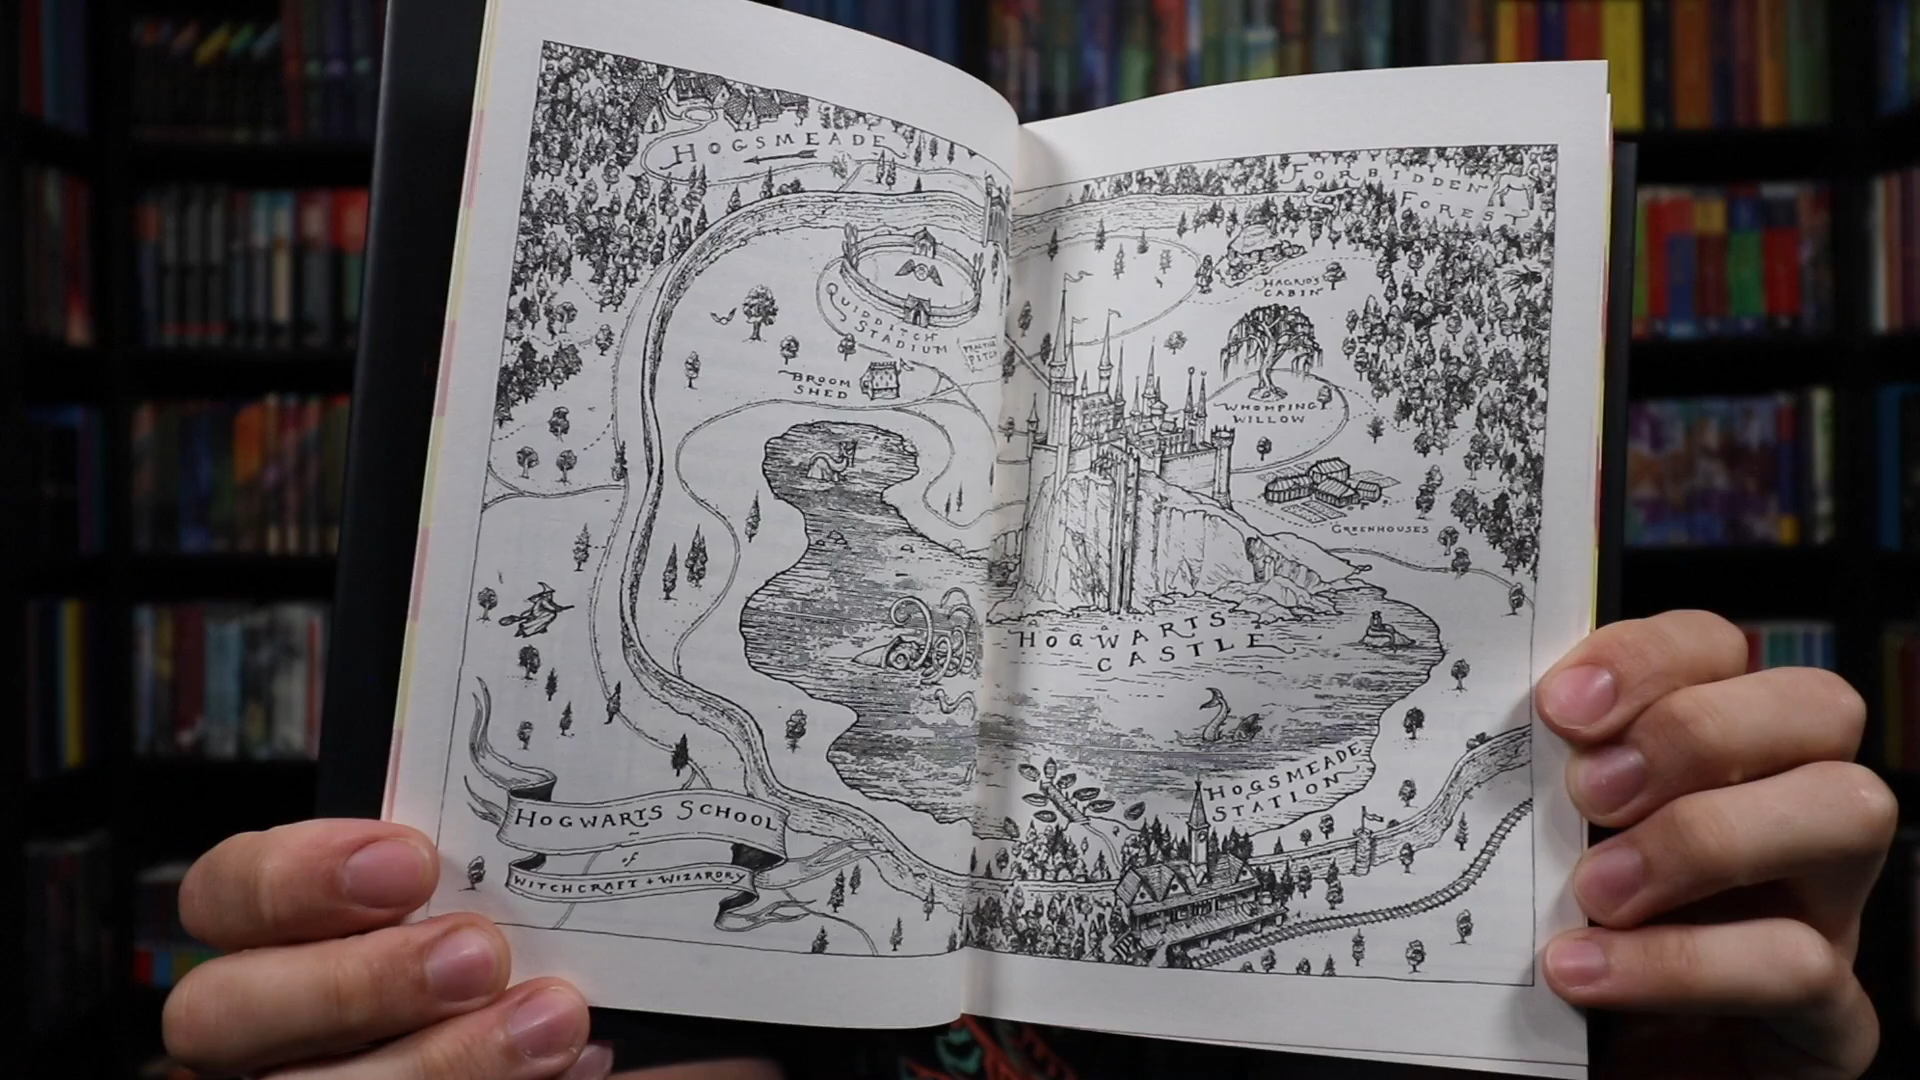 HOGSMEADE
FORBIDDEN
FOREST
HAGRID'S
CABIN
QUIDDITCH
STADIUM
PRACTICE
PITCH
BROOM
SHED
WHOMPING
WILLOW
GREENHOUSES
HOGWARTS
CASTLE
HOGSMEADE
STATION
HOGWARTS SCHOOL
of
WITCHCRAFT + WIZARDRY